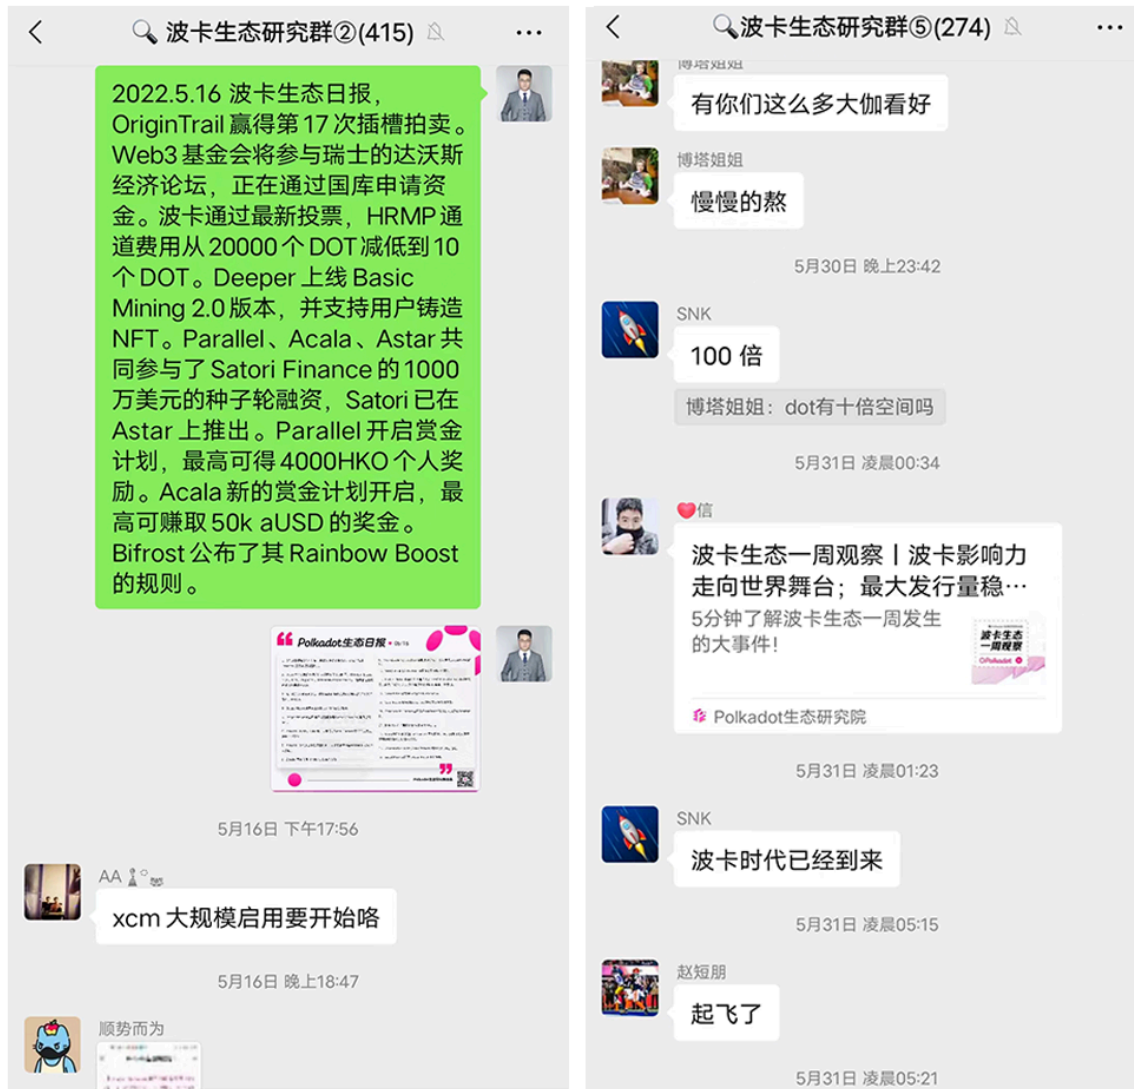 波卡生态研究群②(415)
2022.5.16 波卡生态日报，
OriginTrail 赢得第 17 次插槽拍卖。
Web3 基金会将参与瑞士的达沃斯
经济论坛，正在通过国库申请资
金。波卡通过最新投票，HRMP 通
道费用从 20000 个 DOT 减低到 10
个 DOT。Deeper 上线 Basic
Mining 2.0 版本，并支持用户铸造
NFT。Parallel、Acala、Astar 共
同参与了 Satori Finance 的 1000
万美元的种子轮融资，Satori 已在
Astar 上推出。Parallel 开启赏金
计划，最高可得 4000HKO 个人奖
励。Acala 新的赏金计划开启，最
高可赚取 50k aUSD 的奖金。
Bifrost 公布了其 Rainbow Boost
的规则。
Polkadot生态日报
5月16日 下午17:56
AA
xcm 大规模启用要开始咯
5月16日 晚上18:47
顺势而为
波卡生态研究群⑤(274)
博塔姐姐
有你们这么多大伽看好
博塔姐姐
慢慢的熬
5月30日 晚上23:42
SNK
100 倍
博塔姐姐：dot有十倍空间吗
5月31日 凌晨00:34
信
波卡生态一周观察丨波卡影响力
走向世界舞台；最大发行量稳…
5分钟了解波卡生态一周发生
的大事件！
波卡生态
一周观察
Polkadot
Polkadot生态研究院
5月31日 凌晨01:23
SNK
波卡时代已经到来
5月31日 凌晨05:15
赵短朋
起飞了
5月31日 凌晨05:21